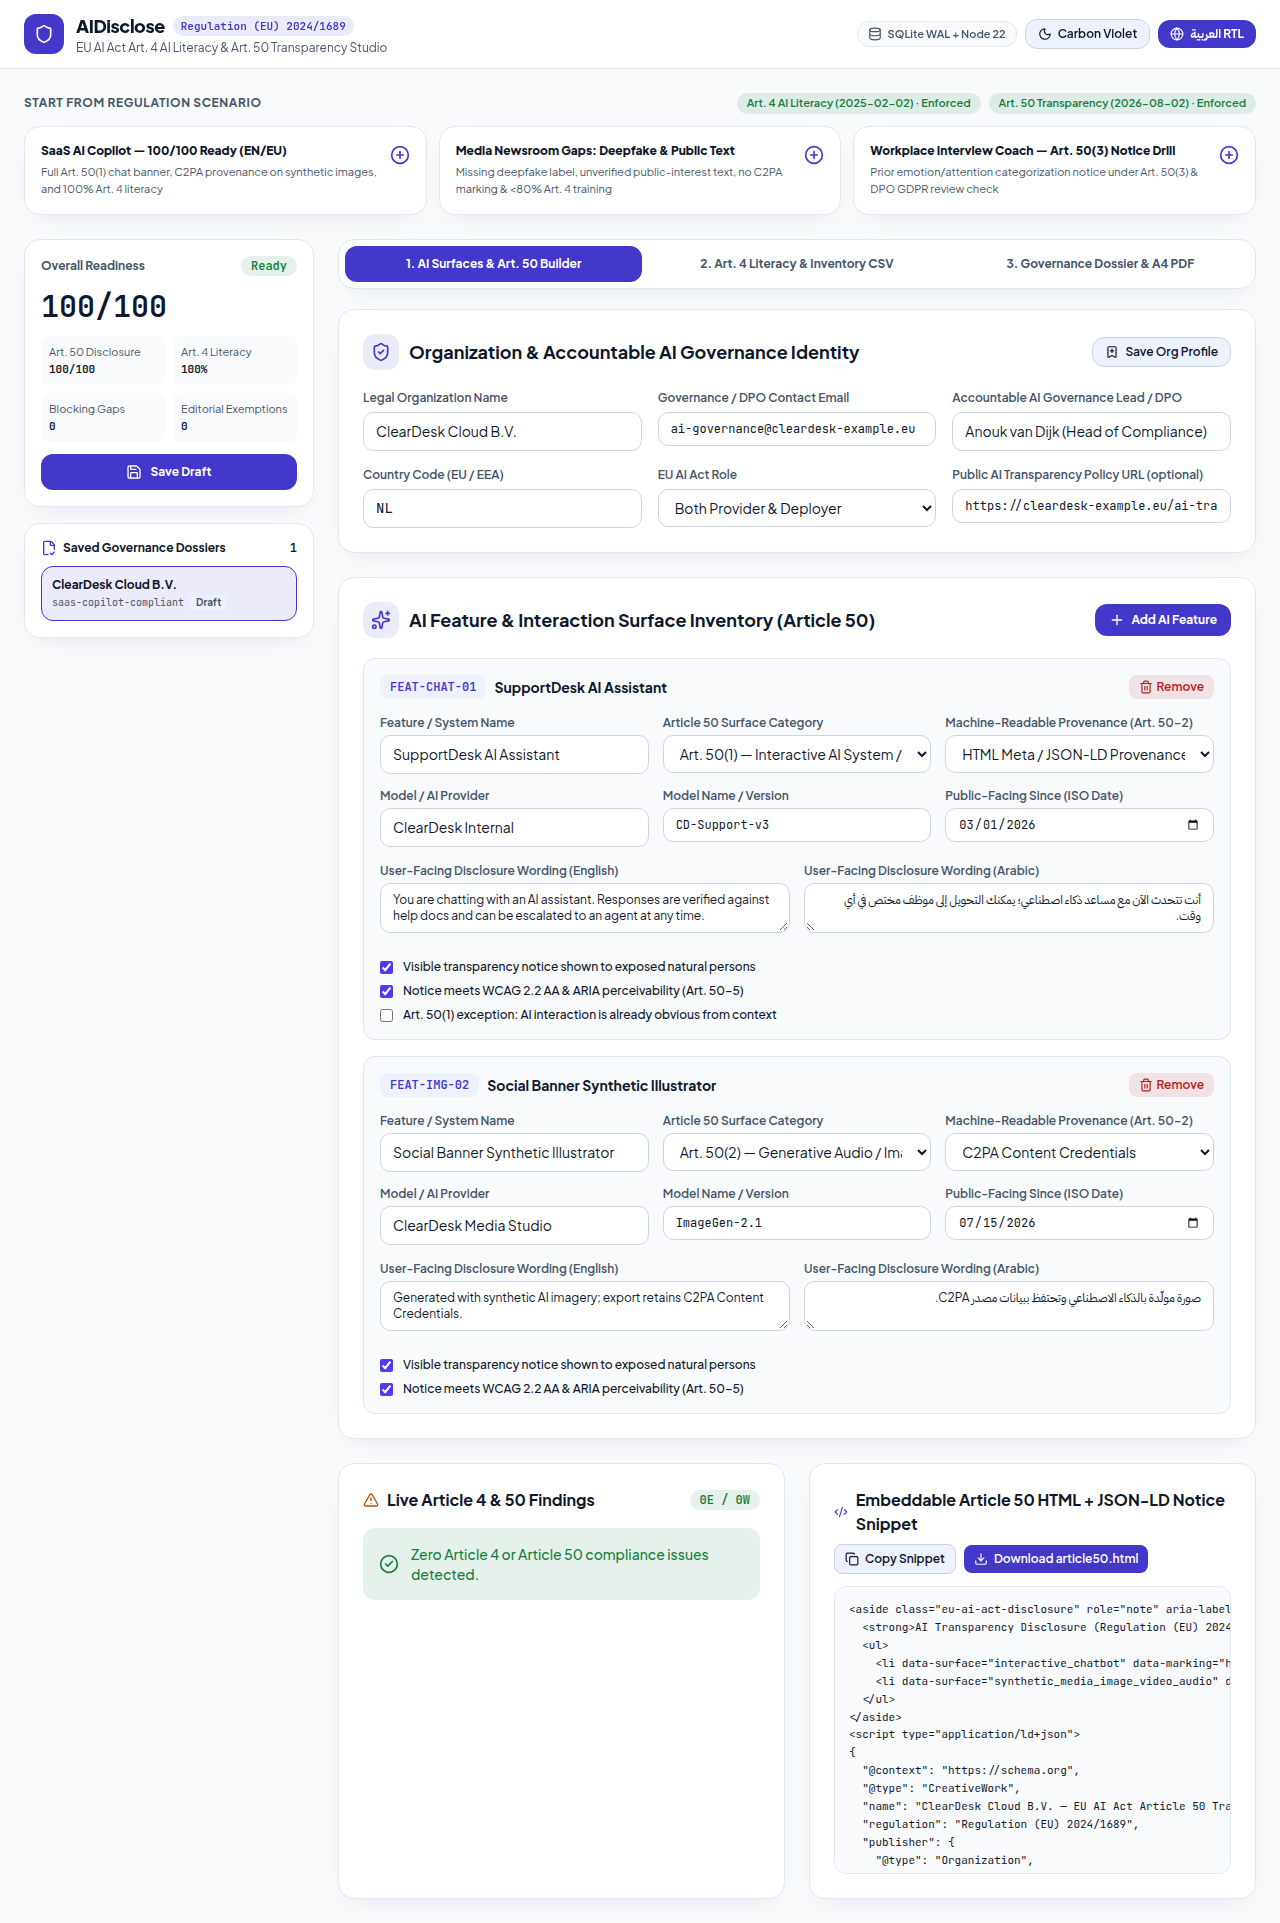 AIDisclose
Regulation (EU) 2024/1689
EU AI Act Art. 4 AI Literacy & Art. 50 Transparency Studio
SQLite WAL + Node 22
Carbon Violet
العربية RTL
START FROM REGULATION SCENARIO
Art. 4 AI Literacy (2025-02-02) · Enforced
Art. 50 Transparency (2026-08-02) · Enforced
SaaS AI Copilot — 100/100 Ready (EN/EU)
Full Art. 50(1) chat banner, C2PA provenance on synthetic images,
and 100% Art. 4 literacy
Media Newsroom Gaps: Deepfake & Public Text
Missing deepfake label, unverified public-interest text, no C2PA
marking & <80% Art. 4 training
Workplace Interview Coach — Art. 50(3) Notice Drill
Prior emotion/attention categorization notice under Art. 50(3) &
DPO GDPR review check
Overall Readiness
Ready
100/100
Art. 50 Disclosure
100/100
Art. 4 Literacy
100%
Blocking Gaps
0
Editorial Exemptions
0
Save Draft
Saved Governance Dossiers
1
ClearDesk Cloud B.V.
saas-copilot-compliant
Draft
1. AI Surfaces & Art. 50 Builder
2. Art. 4 Literacy & Inventory CSV
3. Governance Dossier & A4 PDF
Organization & Accountable AI Governance Identity
Save Org Profile
Legal Organization Name
Governance / DPO Contact Email
Accountable AI Governance Lead / DPO
ClearDesk Cloud B.V.
ai-governance@cleardesk-example.eu
Anouk van Dijk (Head of Compliance)
Country Code (EU / EEA)
EU AI Act Role
Public AI Transparency Policy URL (optional)
NL
Both Provider & Deployer
https://cleardesk-example.eu/ai-tra
AI Feature & Interaction Surface Inventory (Article 50)
Add AI Feature
FEAT-CHAT-01
SupportDesk AI Assistant
Remove
Feature / System Name
Article 50 Surface Category
Machine-Readable Provenance (Art. 50-2)
SupportDesk AI Assistant
Art. 50(1) — Interactive AI System /
HTML Meta / JSON-LD Provenance
Model / AI Provider
Model Name / Version
Public-Facing Since (ISO Date)
ClearDesk Internal
CD-Support-v3
03/01/2026
User-Facing Disclosure Wording (English)
User-Facing Disclosure Wording (Arabic)
You are chatting with an AI assistant. Responses are verified against
help docs and can be escalated to an agent at any time.
أنت تتحدث الآن مع مساعد ذكاء اصطناعي؛ يمكنك التحويل إلى موظف مختص في أي
وقت.
Visible transparency notice shown to exposed natural persons
Notice meets WCAG 2.2 AA & ARIA perceivability (Art. 50-5)
Art. 50(1) exception: AI interaction is already obvious from context
FEAT-IMG-02
Social Banner Synthetic Illustrator
Remove
Feature / System Name
Article 50 Surface Category
Machine-Readable Provenance (Art. 50-2)
Social Banner Synthetic Illustrator
Art. 50(2) — Generative Audio / Ima
C2PA Content Credentials
Model / AI Provider
Model Name / Version
Public-Facing Since (ISO Date)
ClearDesk Media Studio
ImageGen-2.1
07/15/2026
User-Facing Disclosure Wording (English)
User-Facing Disclosure Wording (Arabic)
Generated with synthetic AI imagery; export retains C2PA Content
Credentials.
صورة مولّدة بالذكاء الاصطناعي وتحتفظ ببيانات مصدر C2PA.
Visible transparency notice shown to exposed natural persons
Notice meets WCAG 2.2 AA & ARIA perceivability (Art. 50-5)
Live Article 4 & 50 Findings
0E / 0W
Zero Article 4 or Article 50 compliance issues
detected.
Embeddable Article 50 HTML + JSON-LD Notice
Snippet
Copy Snippet
Download article50.html
<aside class="eu-ai-act-disclosure" role="note" aria-label
<strong>AI Transparency Disclosure (Regulation (EU) 2024
<ul>
<li data-surface="interactive_chatbot" data-marking="h
<li data-surface="synthetic_media_image_video_audio" d
</ul>
</aside>
<script type="application/ld+json">
{
"@context": "https://schema.org",
"@type": "CreativeWork",
"name": "ClearDesk Cloud B.V. — EU AI Act Article 50 Tra
"regulation": "Regulation (EU) 2024/1689",
"publisher": {
"@type": "Organization",